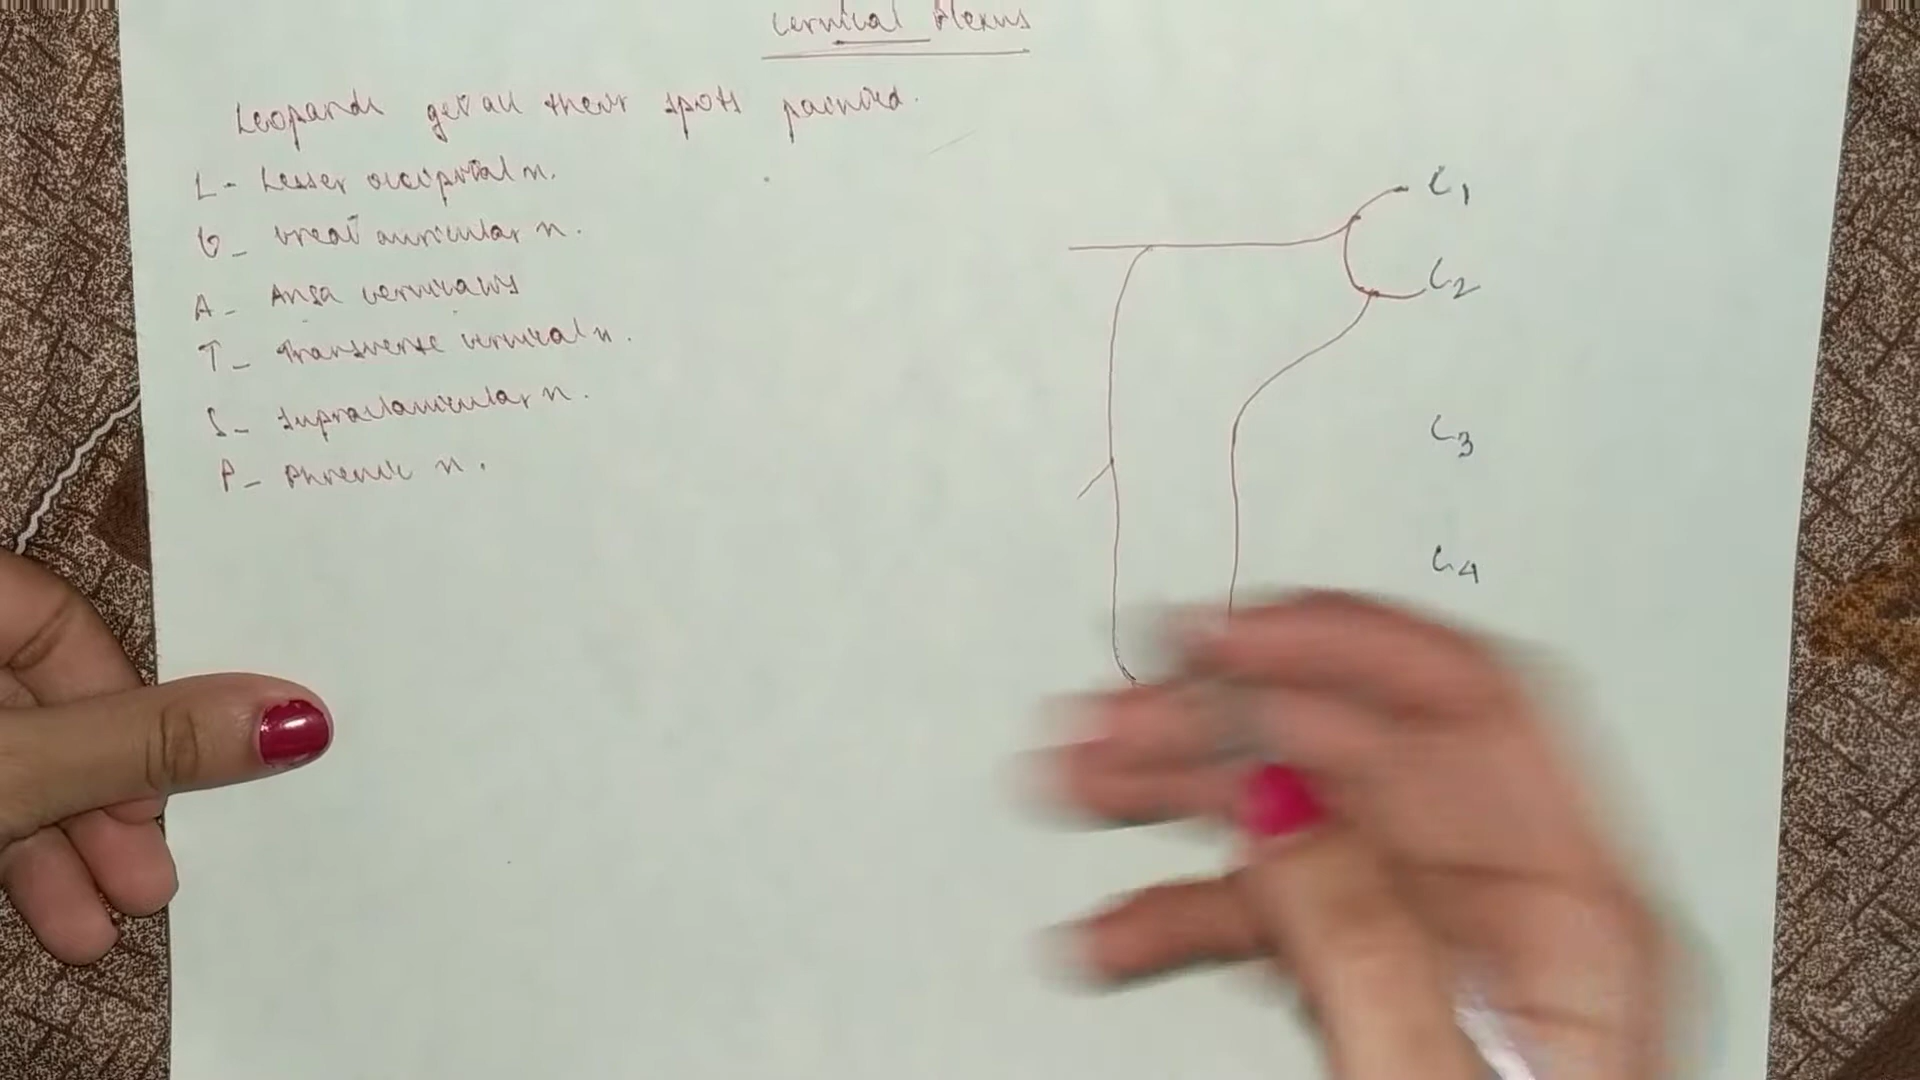 Cervical Plexus
Leopards get all their spots painted.
L - Lesser occipital n.
G - Great auricular n.
A - Ansa cervicalis
T - Transverse cervical n.
S - Supraclavicular n.
P - Phrenic n.
C1
C2
C3
C4